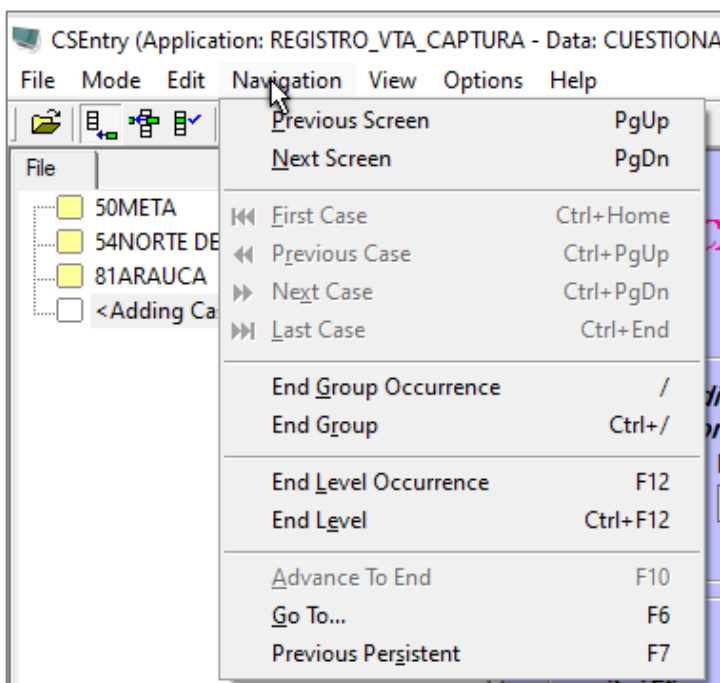 CSEntry (Application: REGISTRO_VTA_CAPTURA - Data: CUESTIONA
File Mode Edit Navigation View Options Help
File
50META
54NORTE DE
81ARAUCA
<Adding Ca
Previous Screen PgUp
Next Screen PgDn
First Case Ctrl+Home
Previous Case Ctrl+PgUp
Next Case Ctrl+PgDn
Last Case Ctrl+End
End Group Occurrence /
End Group Ctrl+/
End Level Occurrence F12
End Level Ctrl+F12
Advance To End F10
Go To... F6
Previous Persistent F7